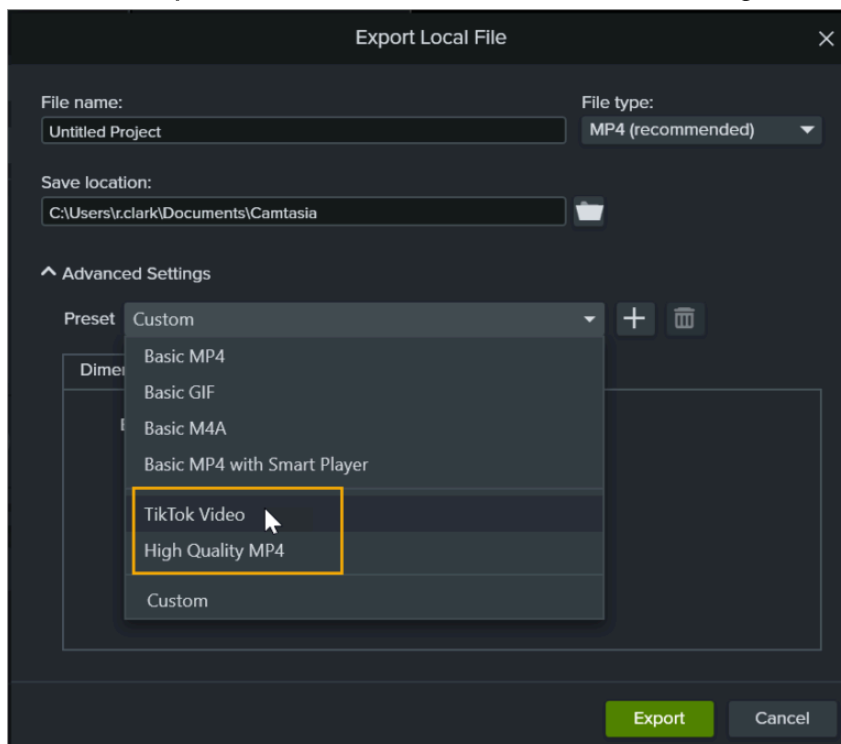 Export Local File
File name:
File type:
Untitled Project
MP4 (recommended)
Save location:
C:\Users\r.clark\Documents\Camtasia
Advanced Settings
Preset Custom
Basic MP4
Basic GIF
Basic M4A
Basic MP4 with Smart Player
TikTok Video
High Quality MP4
Custom
Export Cancel